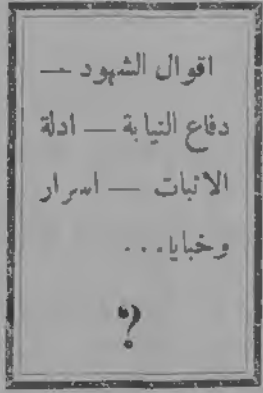 اقوال الشهود —
دفاع النيابة — ادلة
الاثبات — اسرار
وخبايا...
?